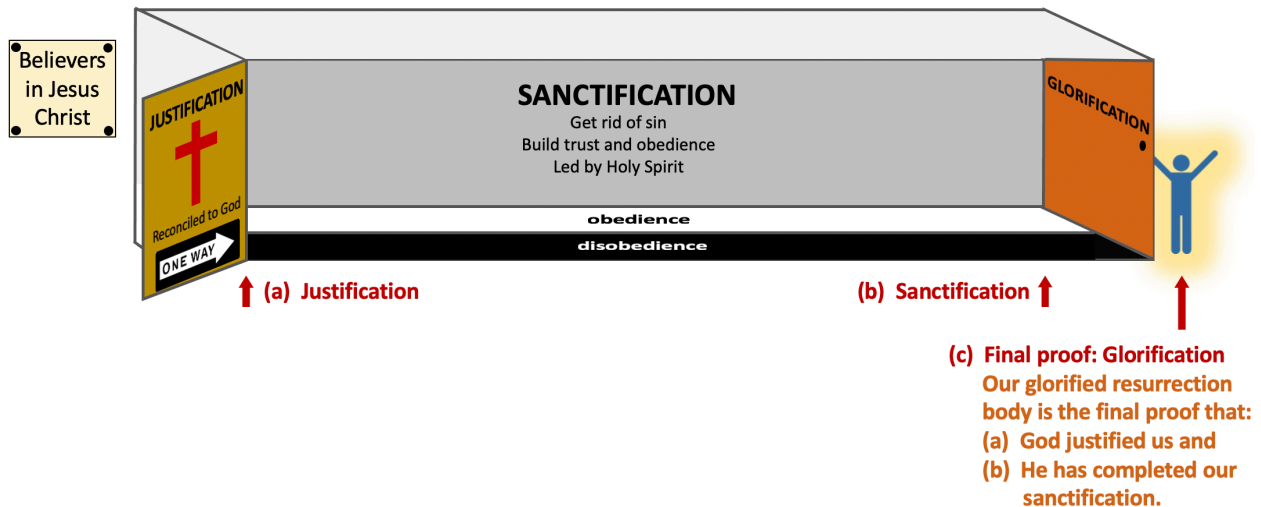 Believers
in Jesus
Christ
JUSTIFICATION
Reconciled to God
ONE WAY
SANCTIFICATION
Get rid of sin
Build trust and obedience
Led by Holy Spirit
obedience
disobedience
GLORIFICATION
(a) Justification
(b) Sanctification
(c) Final proof: Glorification
Our glorified resurrection
body is the final proof that:
(a) God justified us and
(b) He has completed our
sanctification.